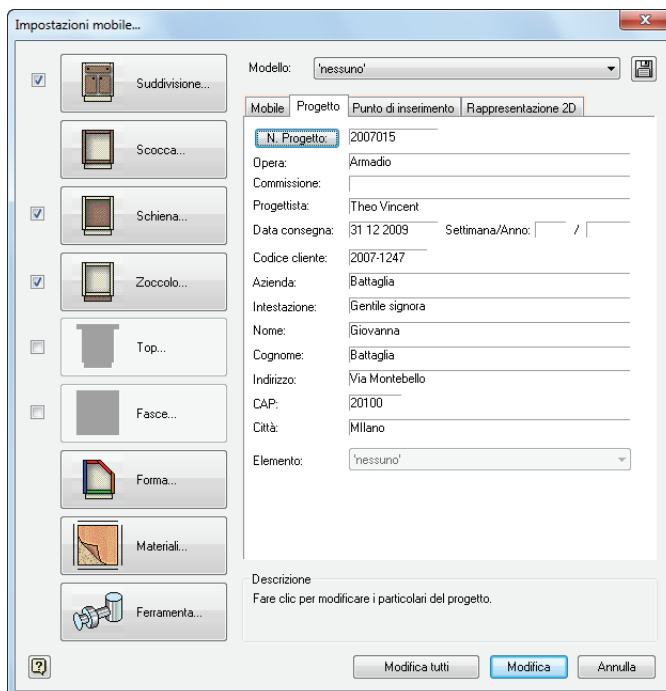 Impostazioni mobile...
Suddivisione...
Scocca...
Schiena...
Zoccolo...
Top...
Fasce...
Forma...
Materiali...
Ferramenta...
Modello: 'nessuno'
Mobile Progetto Punto di inserimento Rappresentazione 2D
N. Progetto: 2007015
Opera: Armadio
Commissione:
Progettista: Theo Vincent
Data consegna: 31 12 2009 Settimana/Anno: /
Codice cliente: 2007-1247
Azienda: Battaglia
Intestazione: Gentile signora
Nome: Giovanna
Cognome: Battaglia
Indirizzo: Via Montebello
CAP: 20100
Città: MIlano
Elemento: 'nessuno'
Descrizione
Fare clic per modificare i particolari del progetto.
Modifica tutti Modifica Annulla